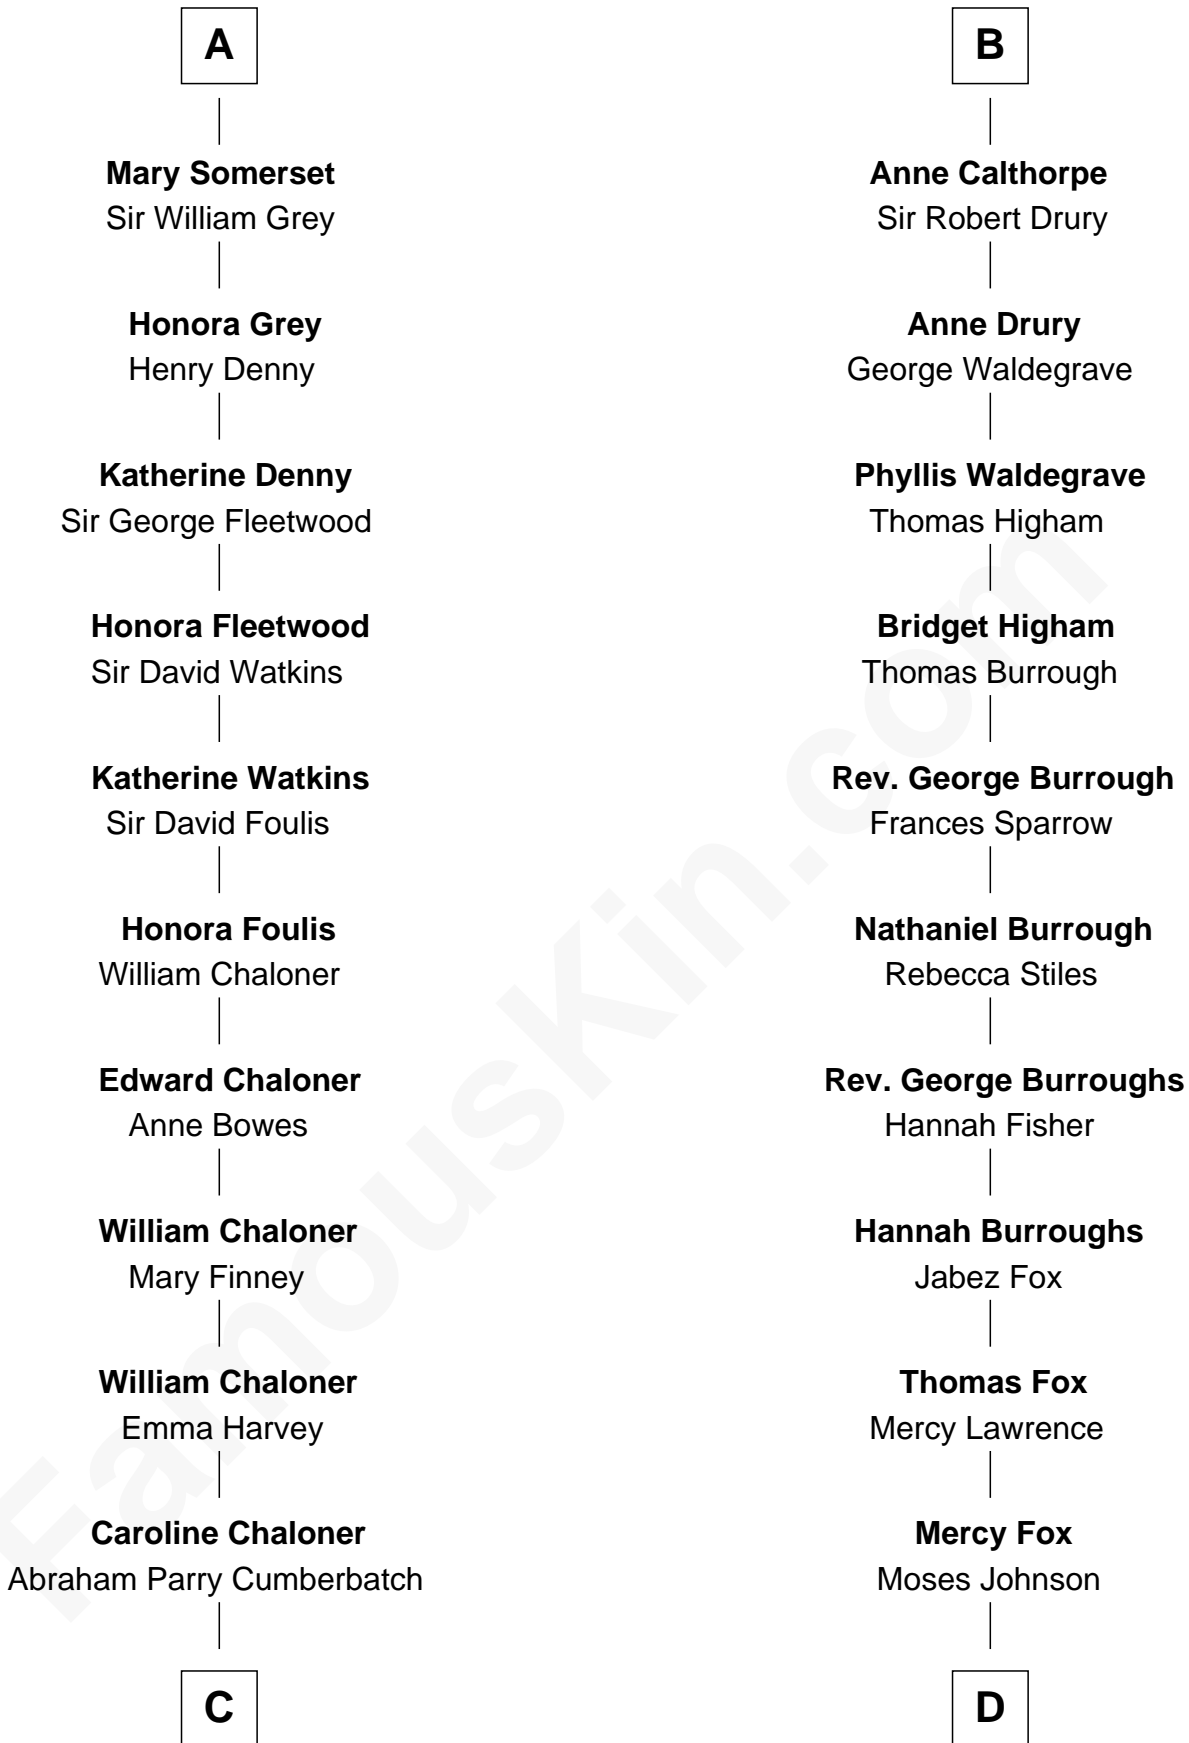 A
Mary Somerset
Sir William Grey
Honora Grey
Henry Denny
Katherine Denny
Sir George Fleetwood
Honora Fleetwood
Sir David Watkins
Katherine Watkins
Sir David Foulis
Honora Foulis
William Chaloner
Edward Chaloner
Anne Bowes
William Chaloner
Mary Finney
William Chaloner
Emma Harvey
Caroline Chaloner
Abraham Parry Cumberbatch
C
B
Anne Calthorpe
Sir Robert Drury
Anne Drury
George Waldegrave
Phyllis Waldegrave
Thomas Higham
Bridget Higham
Thomas Burrough
Rev. George Burrough
Frances Sparrow
Nathaniel Burrough
Rebecca Stiles
Rev. George Burroughs
Hannah Fisher
Hannah Burroughs
Jabez Fox
Thomas Fox
Mercy Lawrence
Mercy Fox
Moses Johnson
D
FamousKin.com